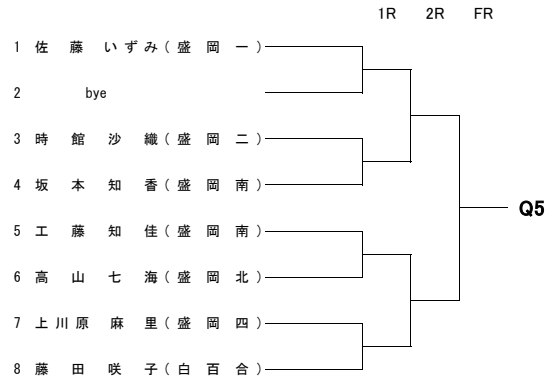 1R 2R FR
1 佐藤いずみ(盛岡一)
2 bye
3 時館沙織(盛岡二)
4 坂本知香(盛岡南)
Q5
5 工藤知佳(盛岡南)
6 高山七海(盛岡北)
7 上川原麻里(盛岡四)
8 藤田咲子(白百合)